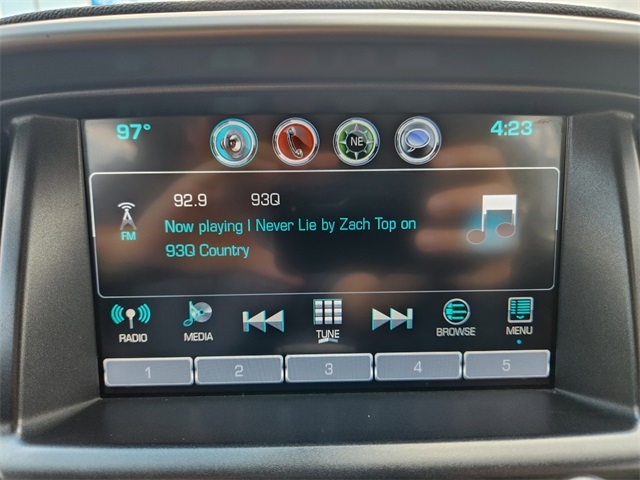 97° NE 4:23
92.9 93Q
FM
Now playing I Never Lie by Zach Top on
93Q Country
RADIO MEDIA TUNE BROWSE MENU
1 2 3 4 5